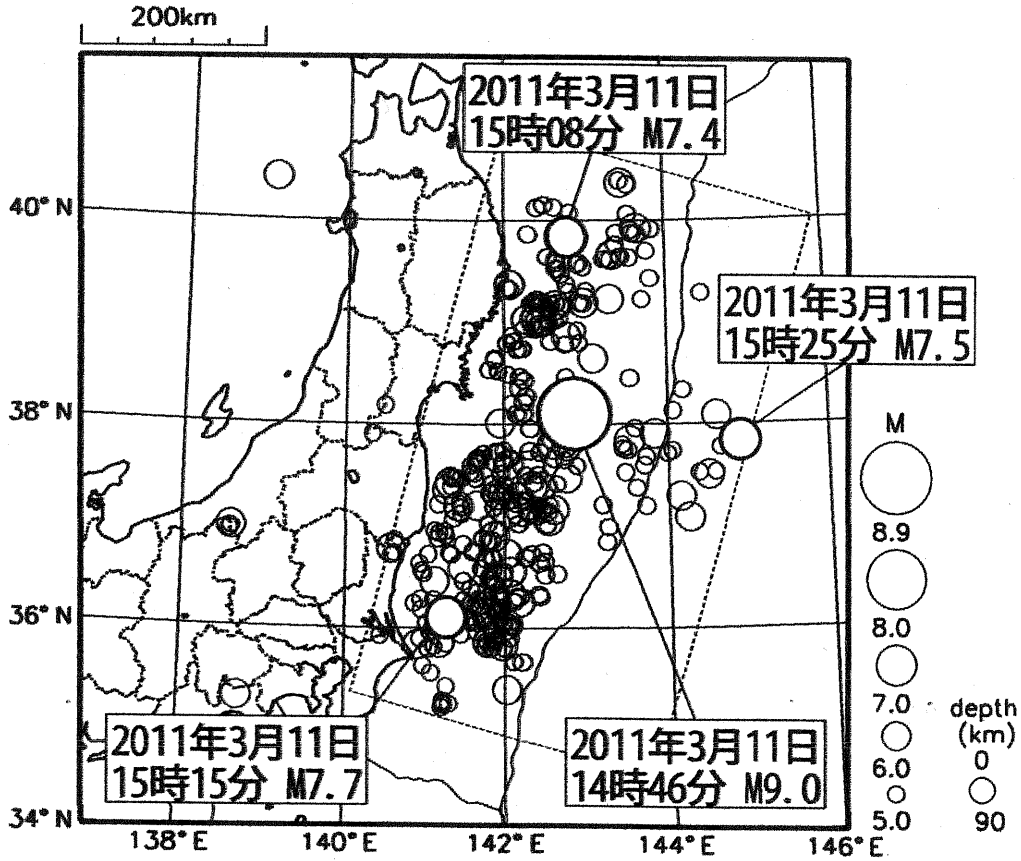 200km
2011年3月11日
15時08分 M7.4
40°N
2011年3月11日
15時25分 M7.5
38°N
M
8.9
8.0
36°N
7.0
depth
(km)
2011年3月11日
15時15分 M7.7
2011年3月11日
14時46分 M9.0
6.0
0
5.0
90
34°N
138°E
140°E
142°E
144°E
146°E